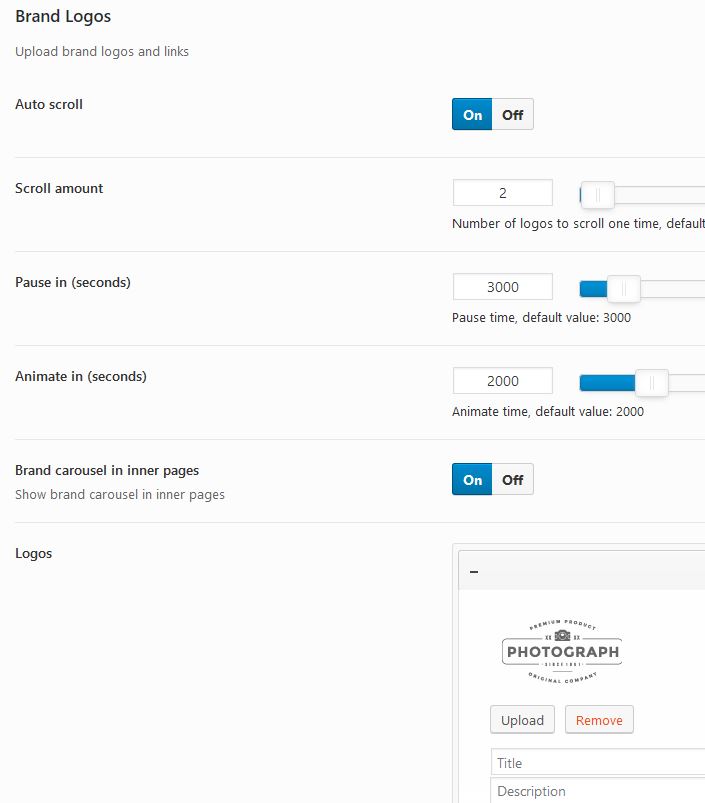 Brand Logos
Upload brand logos and links
Auto scroll
On Off
Scroll amount
2
Number of logos to scroll one time, default
Pause in (seconds)
3000
Pause time, default value: 3000
Animate in (seconds)
2000
Animate time, default value: 2000
Brand carousel in inner pages
On Off
Show brand carousel in inner pages
Logos
PREMIUM PRODUCT
XX XX
PHOTOGRAPH
ORIGINAL COMPANY
Upload Remove
Title
Description